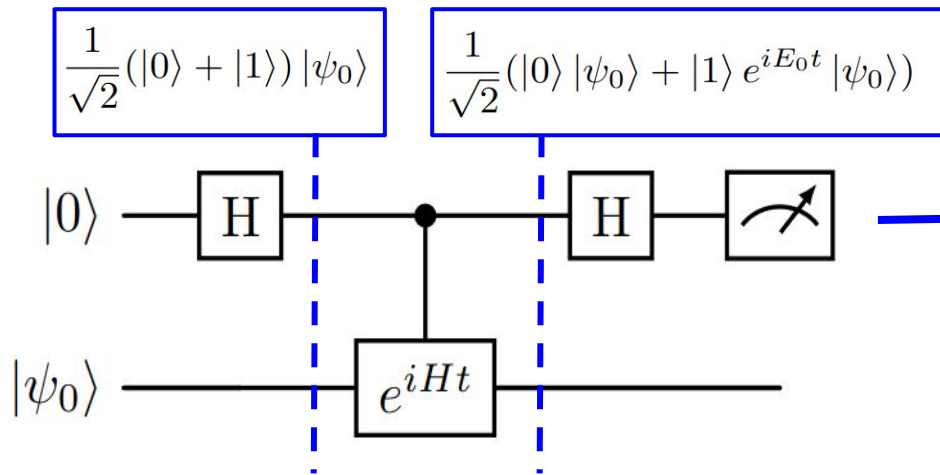 1/√2 (|0⟩ + |1⟩) |ψ₀⟩
1/√2 (|0⟩ |ψ₀⟩ + |1⟩ e^{iE₀t} |ψ₀⟩)
|0⟩ H H
|ψ₀⟩ e^{iHt}